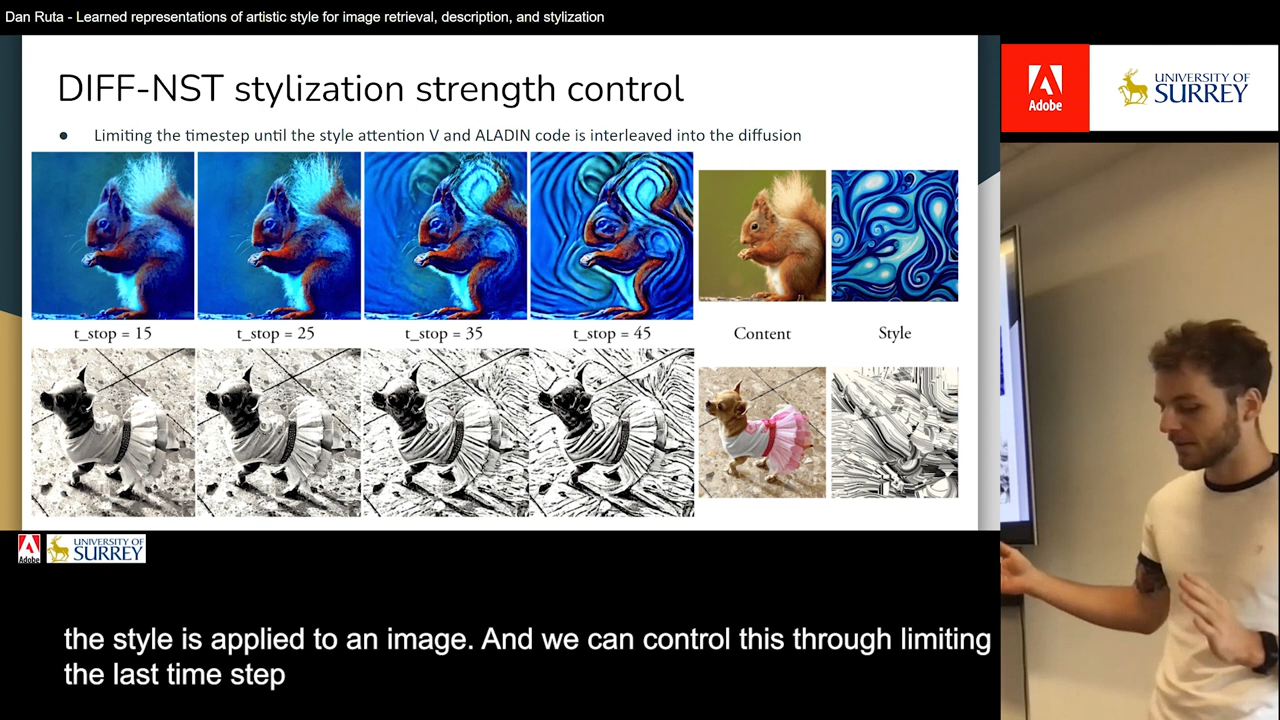 Dan Ruta - Learned representations of artistic style for image retrieval, description, and stylization
DIFF-NST stylization strength control
Limiting the timestep until the style attention V and ALADIN code is interleaved into the diffusion
t_stop = 15
t_stop = 25
t_stop = 35
t_stop = 45
Content
Style
Adobe
UNIVERSITY OF
SURREY
Adobe
UNIVERSITY OF
SURREY
the style is applied to an image. And we can control this through limiting
the last time step